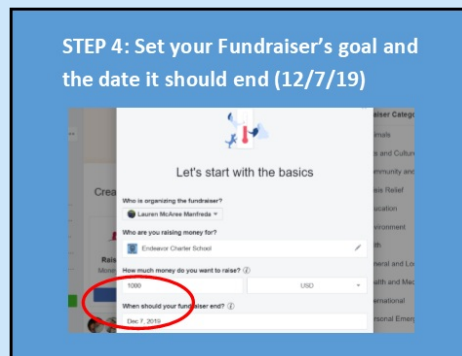 STEP 4: Set your Fundraiser's goal and
the date it should end (12/7/19)
Let's start with the basics
Who is organizing the fundraiser?
Lauren McAree Manfreda
Who are you raising money for?
Endeavor Charter School
How much money do you want to raise?
1000 USD
When should your fundraiser end?
Dec 7, 2019